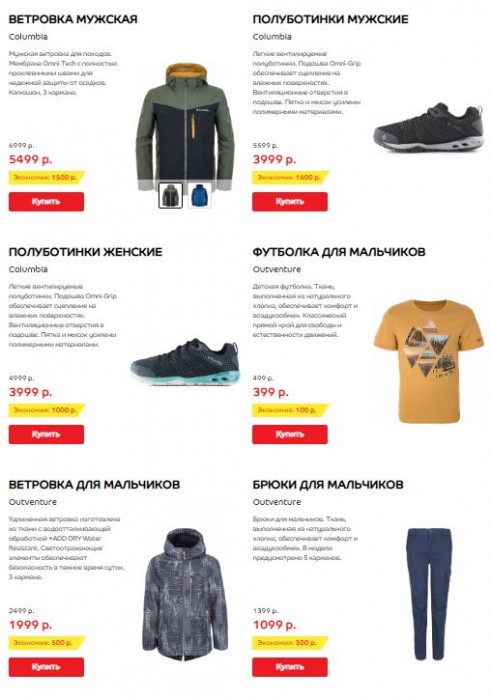 ВЕТРОВКА МУЖСКАЯ
Columbia
Мужская ветровка для походов.
Мембрана Omni-Tech с полностью
проклеенными швами для
надежной защиты от осадков.
Капюшон, 3 кармана.
6999 р.
5499 р.
Экономия: 1500 р.
Купить
ПОЛУБОТИНКИ МУЖСКИЕ
Columbia
Легкие вентилируемые
полуботинки. Подошва Omni-Grip
обеспечивает сцепление на
влажных поверхностях.
Вентиляционные отверстия в
подошве. Пятка и мысок усилены
полимерными материалами.
5599 р.
3999 р.
Экономия: 1600 р.
Купить
ПОЛУБОТИНКИ ЖЕНСКИЕ
Columbia
Легкие вентилируемые
полуботинки. Подошва Omni-Grip
обеспечивает сцепление на
влажных поверхностях.
Вентиляционные отверстия в
подошве. Пятка и мысок усилены
полимерными материалами.
4999 р.
3999 р.
Экономия: 1000 р.
Купить
ФУТБОЛКА ДЛЯ МАЛЬЧИКОВ
Outventure
Детская футболка. Ткань,
выполненная из натурального
хлопка, обеспечивает комфорт и
воздухообмен. Классический
прямой крой для свободы и
естественности движений.
499 р.
399 р.
Экономия: 100 р.
Купить
ВЕТРОВКА ДЛЯ МАЛЬЧИКОВ
Outventure
Удлиненная ветровка изготовлена
из ткани с водоотталкивающей
обработкой +ADD DRY Water
Resistant. Светоотражающие
элементы обеспечивают
безопасность в темное время суток.
3 кармана.
2499 р.
1999 р.
Экономия: 500 р.
Купить
БРЮКИ ДЛЯ МАЛЬЧИКОВ
Outventure
Брюки для мальчиков. Ткань,
выполненная из натурального
хлопка, обеспечивает комфорт и
воздухообмен. В модели
предусмотрено 5 карманов.
1399 р.
1099 р.
Экономия: 300 р.
Купить